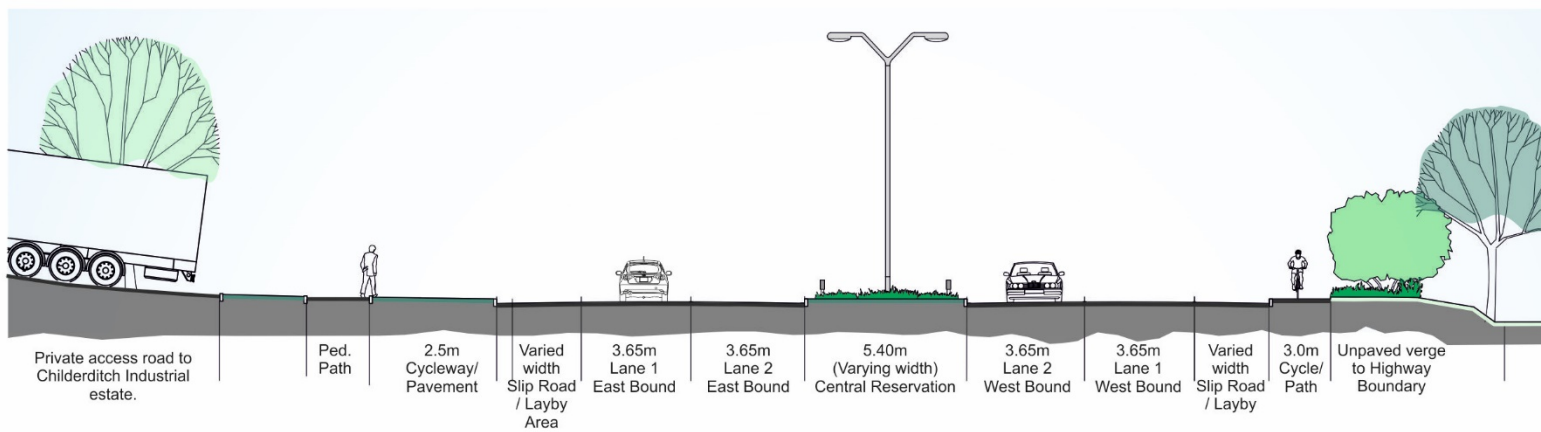 Private access road to
Childerditch Industrial
estate.
Ped.
Path
2.5m
Cycleway/
Pavement
Varied
width
Slip Road
/ Layby
Area
3.65m
Lane 1
East Bound
3.65m
Lane 2
East Bound
5.40m
(Varying width)
Central Reservation
3.65m
Lane 2
West Bound
3.65m
Lane 1
West Bound
Varied
width
Slip Road
/ Layby
3.0m
Cycle/
Path
Unpaved verge
to Highway
Boundary